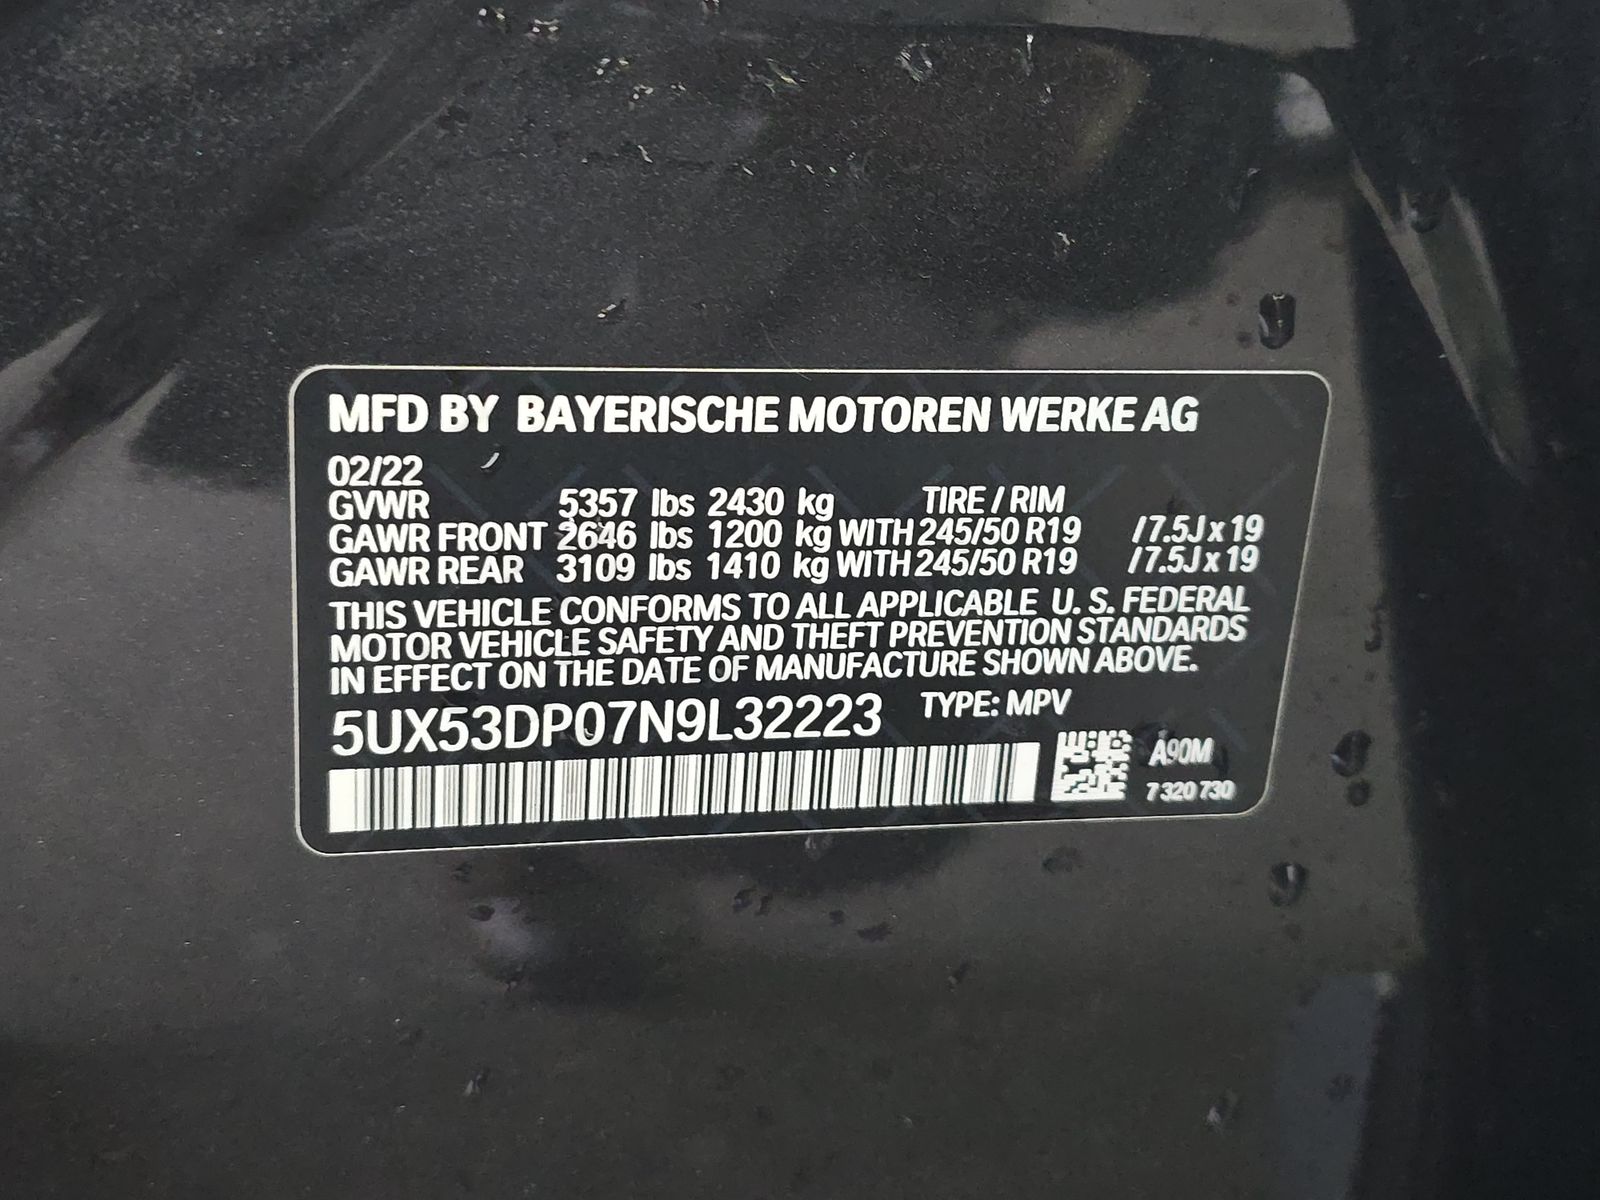 MFD BY BAYERISCHE MOTOREN WERKE AG
02/22
GVWR 5357 lbs 2430 kg TIRE / RIM
GAWR FRONT 2646 lbs 1200 kg WITH 245/50 R19 / 7.5J x 19
GAWR REAR 3109 lbs 1410 kg WITH 245/50 R19 / 7.5J x 19
THIS VEHICLE CONFORMS TO ALL APPLICABLE U. S. FEDERAL
MOTOR VEHICLE SAFETY AND THEFT PREVENTION STANDARDS
IN EFFECT ON THE DATE OF MANUFACTURE SHOWN ABOVE.
5UX53DP07N9L32223 TYPE: MPV
A90M
7 320 730